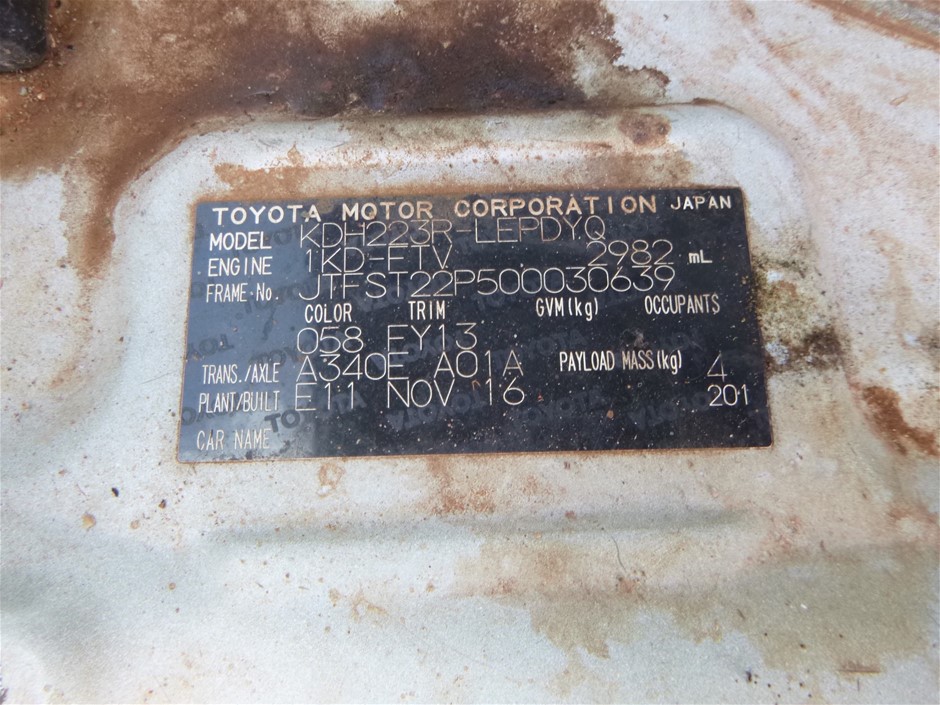 TOYOTA MOTOR CORPORATION JAPAN
MODEL KDH223R-LEPDYQ
ENGINE 1KD-FTV 2982 mL
FRAME-No. JTFST22P500030639
COLOR TRIM GVM(kg) OCCUPANTS
058 FY13
TRANS./AXLE A340E A01A PAYLOAD MASS(kg) 4
PLANT/BUILT E11 NOV '16 201
CAR NAME